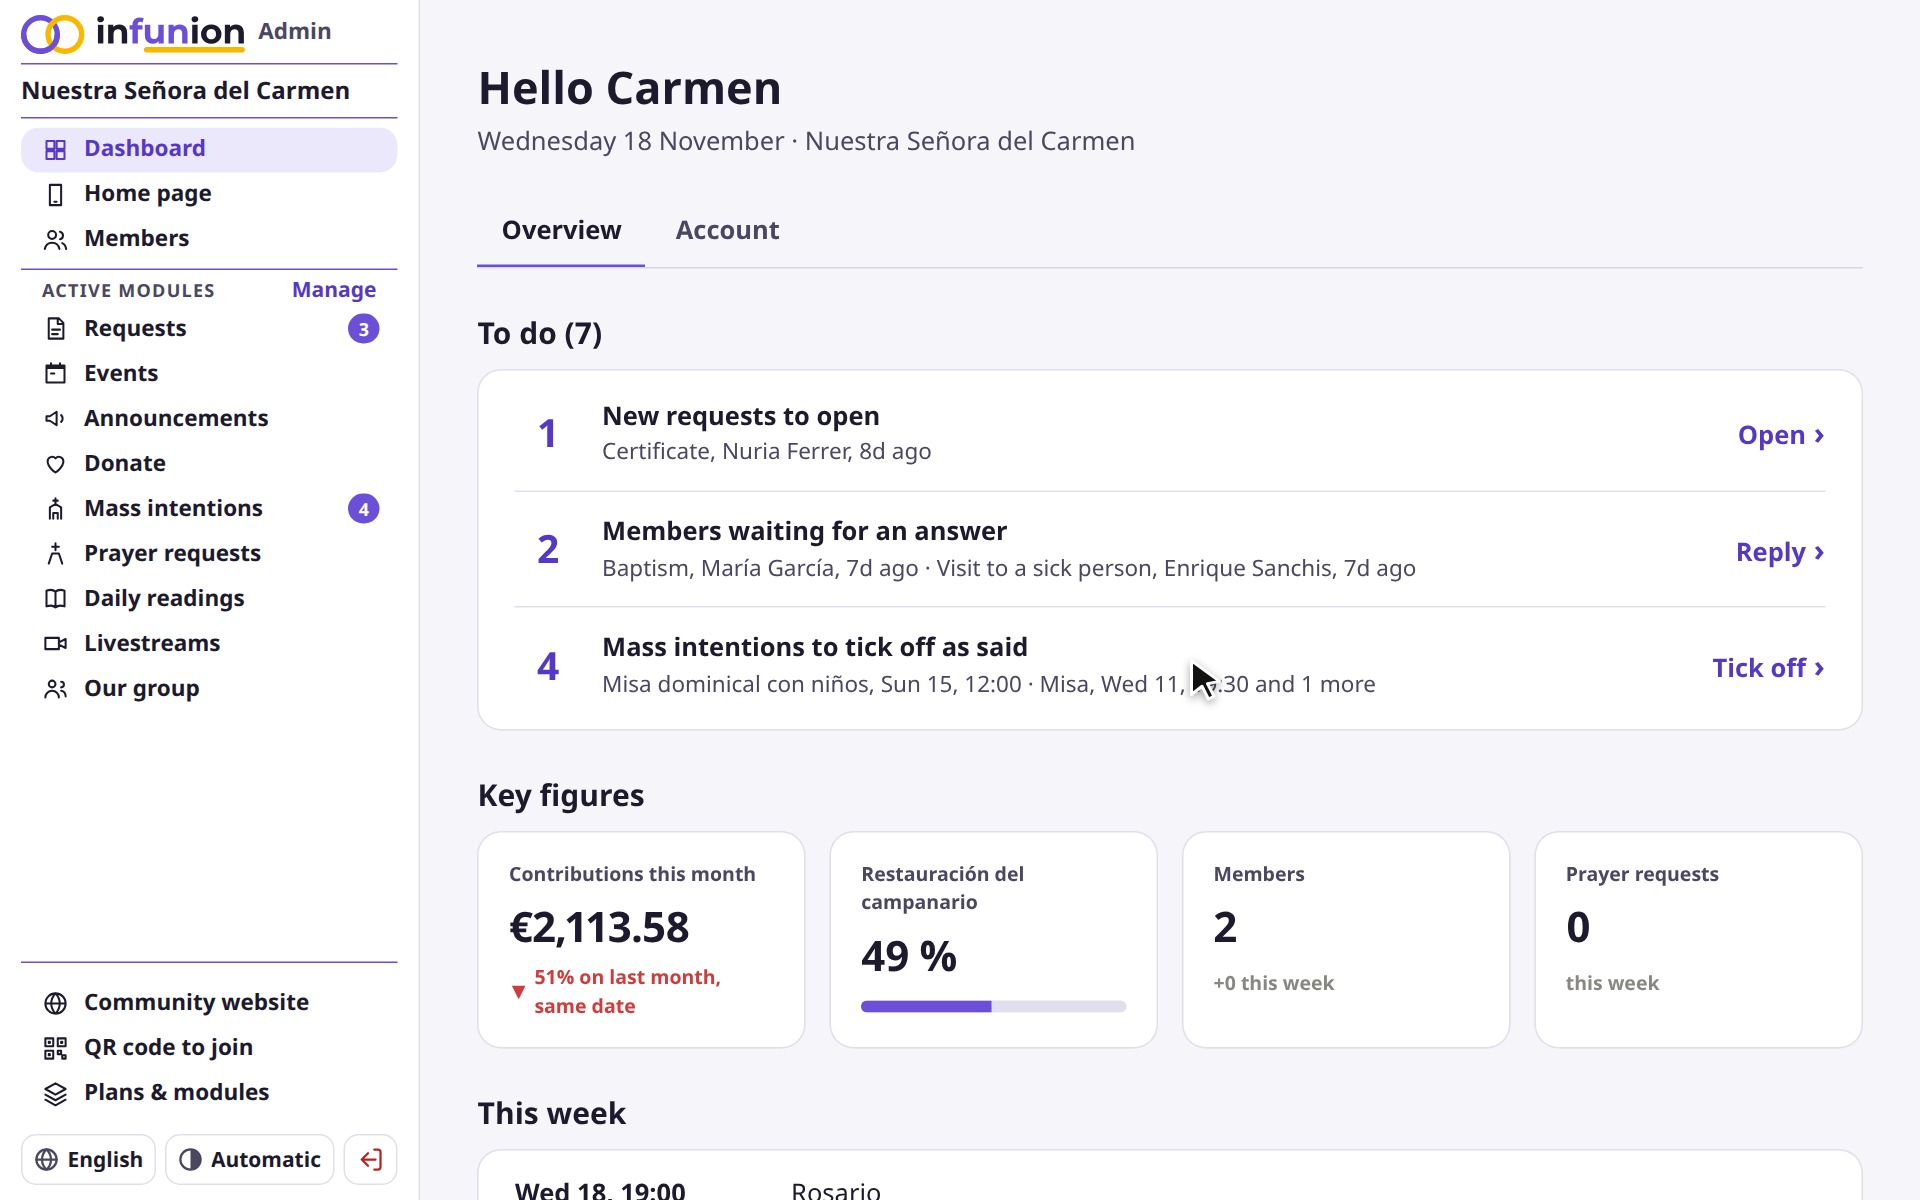 infunion Admin
Nuestra Señora del Carmen
Dashboard
Home page
Members
ACTIVE MODULES Manage
Requests 3
Events
Announcements
Donate
Mass intentions 4
Prayer requests
Daily readings
Livestreams
Our group
Community website
QR code to join
Plans & modules
English Automatic
Hello Carmen
Wednesday 18 November · Nuestra Señora del Carmen
Overview Account
To do (7)
1 New requests to open
Certificate, Nuria Ferrer, 8d ago
Open ›
2 Members waiting for an answer
Baptism, María García, 7d ago · Visit to a sick person, Enrique Sanchis, 7d ago
Reply ›
4 Mass intentions to tick off as said
Misa dominical con niños, Sun 15, 12:00 · Misa, Wed 11, :30 and 1 more
Tick off ›
Key figures
Contributions this month
€2,113.58
▼ 51% on last month,
same date
Restauración del
campanario
49 %
Members
2
+0 this week
Prayer requests
0
this week
This week
Wed 18, 19:00 Rosario